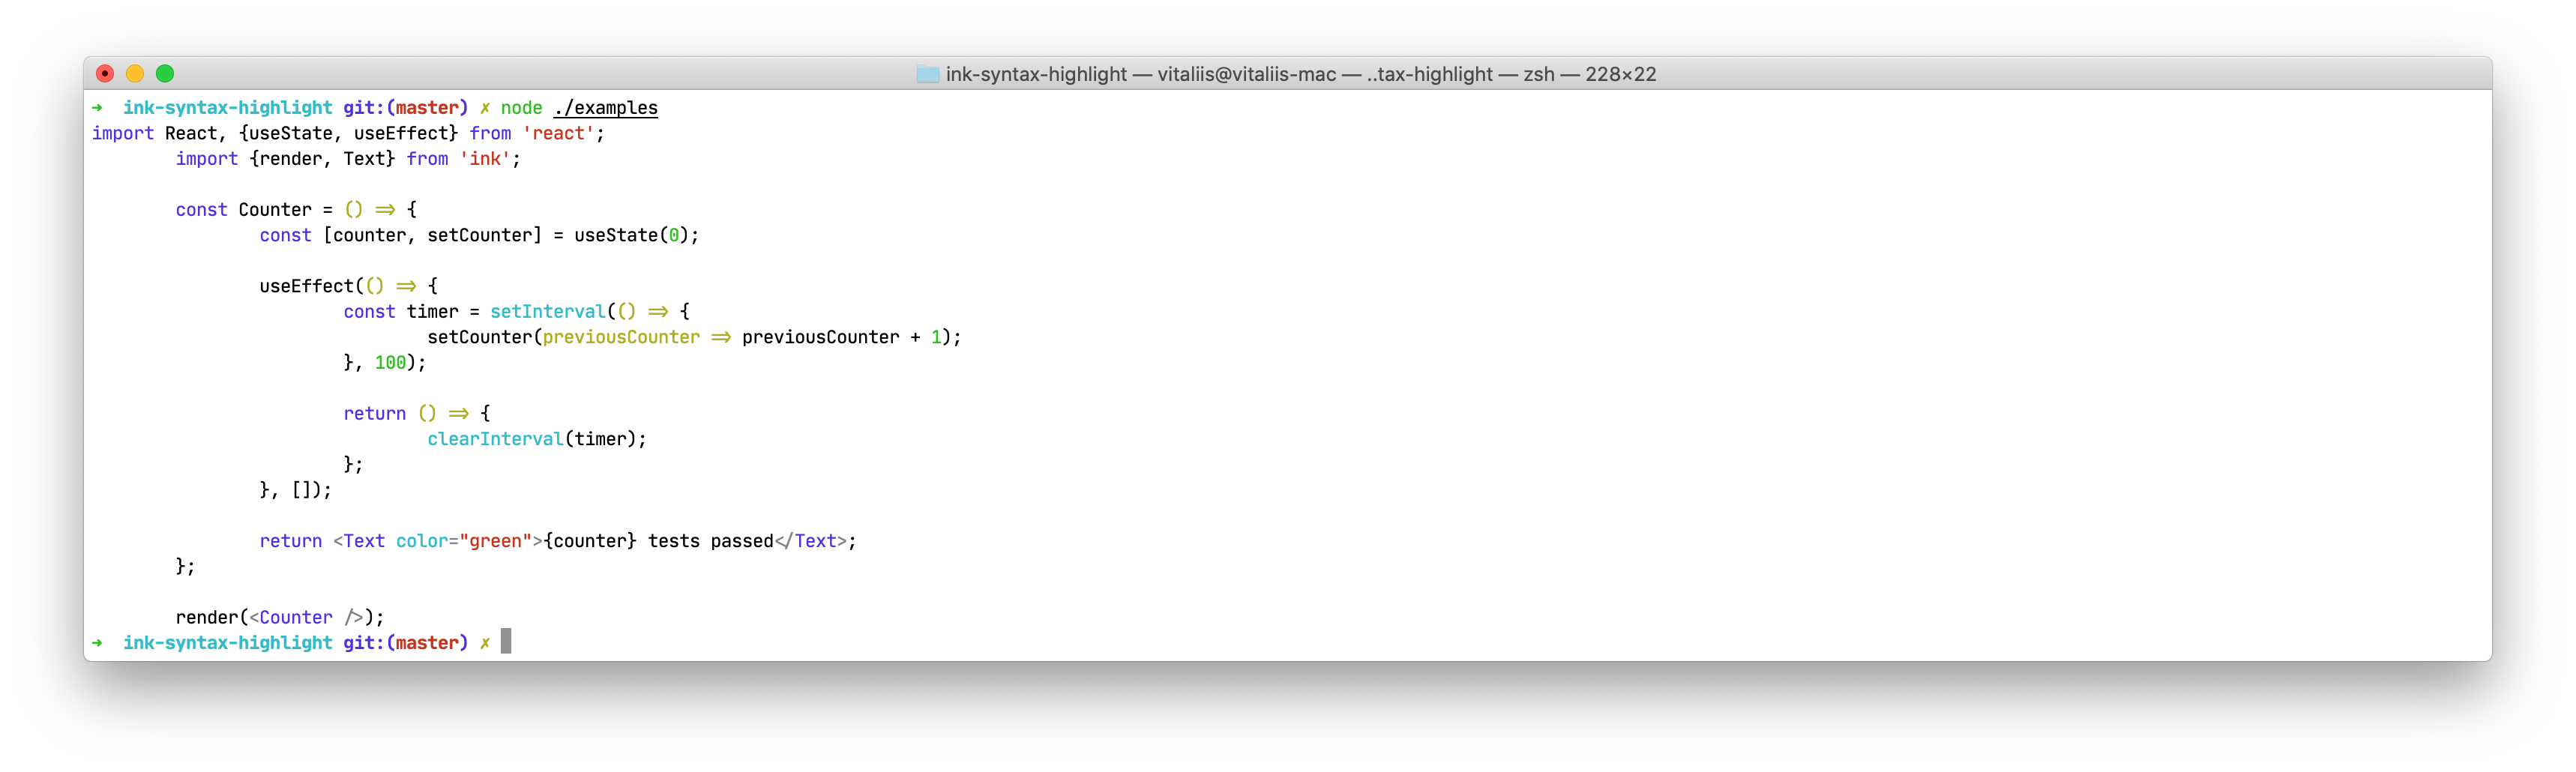 ink-syntax-highlight — vitaliis@vitaliis-mac — ..tax-highlight — zsh — 228×22
➜  ink-syntax-highlight git:(master) ✗ node ./examples
import React, {useState, useEffect} from 'react';
        import {render, Text} from 'ink';

        const Counter = () => {
                const [counter, setCounter] = useState(0);

                useEffect(() => {
                        const timer = setInterval(() => {
                                setCounter(previousCounter => previousCounter + 1);
                        }, 100);

                        return () => {
                                clearInterval(timer);
                        };
                }, []);

                return <Text color="green">{counter} tests passed</Text>;
        };

        render(<Counter />);
➜  ink-syntax-highlight git:(master) ✗